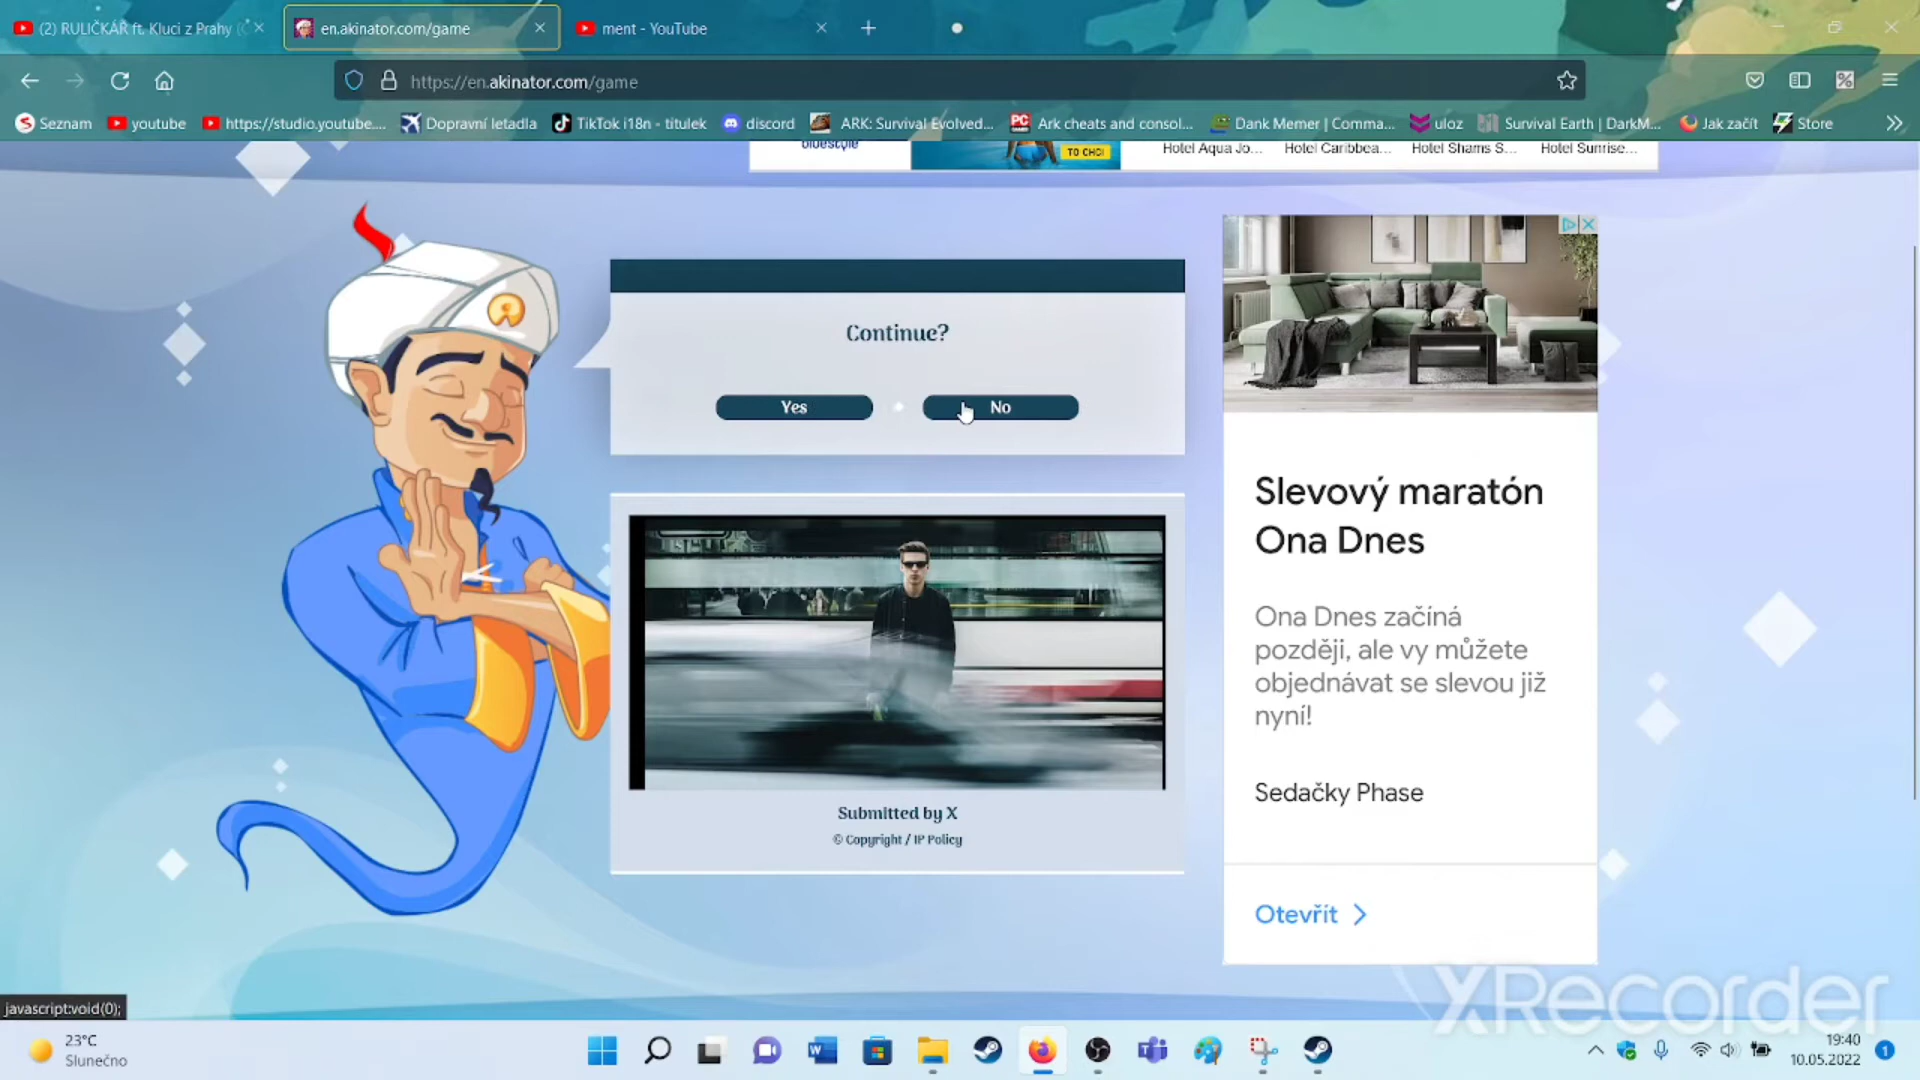 (2) RULIČKÁŘ ft. Kluci z Prahy
en.akinator.com/game
ment - YouTube
https://en.akinator.com/game
Seznam
youtube
https://studio.youtube....
Dopravní letadla
TikTok i18n - titulek
discord
ARK: Survival Evolved...
Ark cheats and consol...
Dank Memer | Comma...
uloz
Survival Earth | DarkM...
Jak začít
Store
bluestyle
TO CHCI
Hotel Aqua Jo...
Hotel Caribbea...
Hotel Shams S...
Hotel Sunrise...
Continue?
Yes
No
Submitted by X
© Copyright / IP Policy
Slevový maratón
Ona Dnes
Ona Dnes začíná
později, ale vy můžete
objednávat se slevou již
nyní!
Sedačky Phase
Otevřít
XRecorder
javascript:void(0);
23°C
Slunečno
19:40
10.05.2022
1